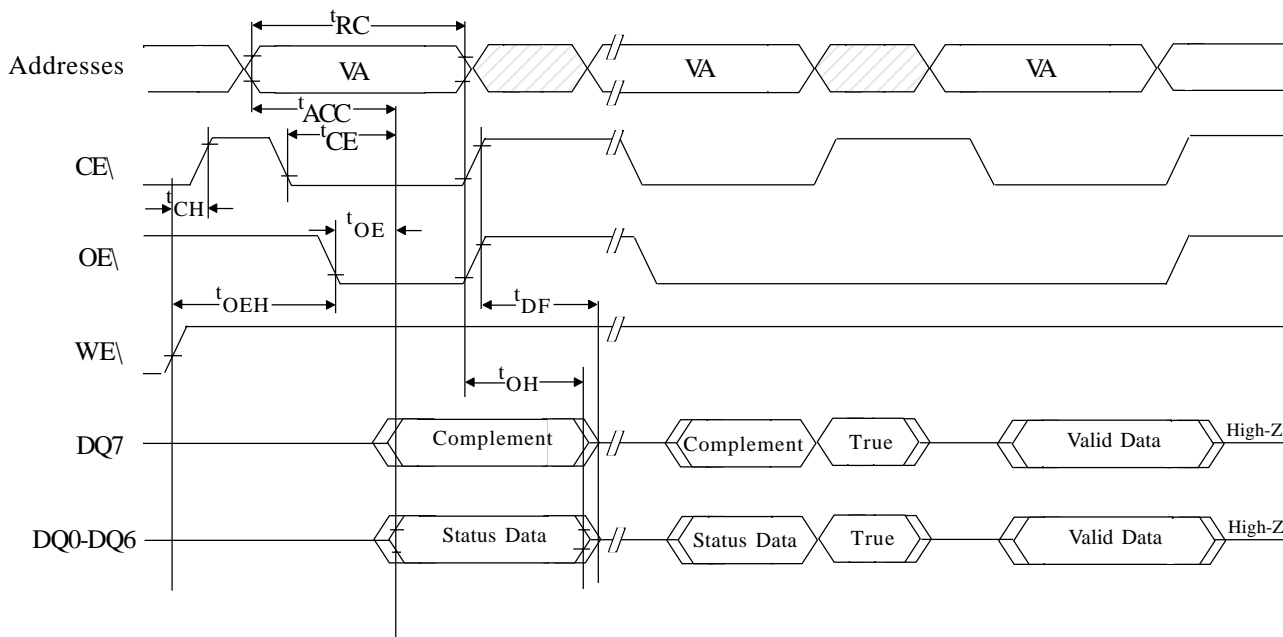 tRC
Addresses VA VA VA
tACC
tCE
CE\
tCH
tOE
OE\
tOEH
tDF
WE\
tOH
DQ7 Complement Complement True Valid Data High-Z
DQ0-DQ6 Status Data Status Data True Valid Data High-Z